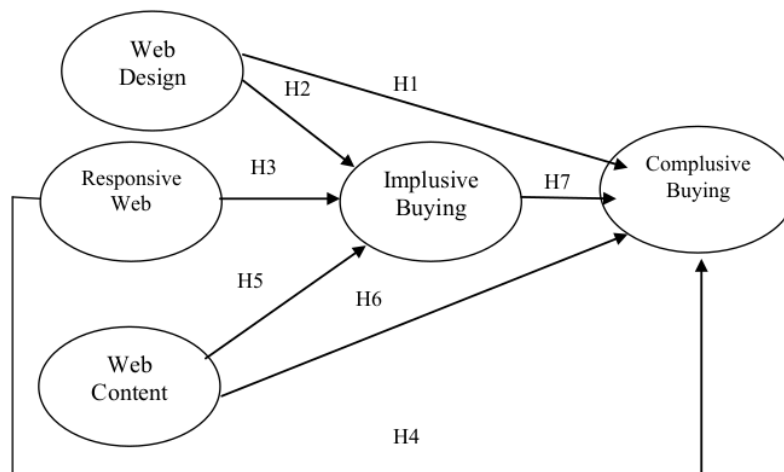 Web
Design
H1
H2
Responsive
Web
H3
Implusive
Buying
H7
Complusive
Buying
H5
H6
Web
Content
H4